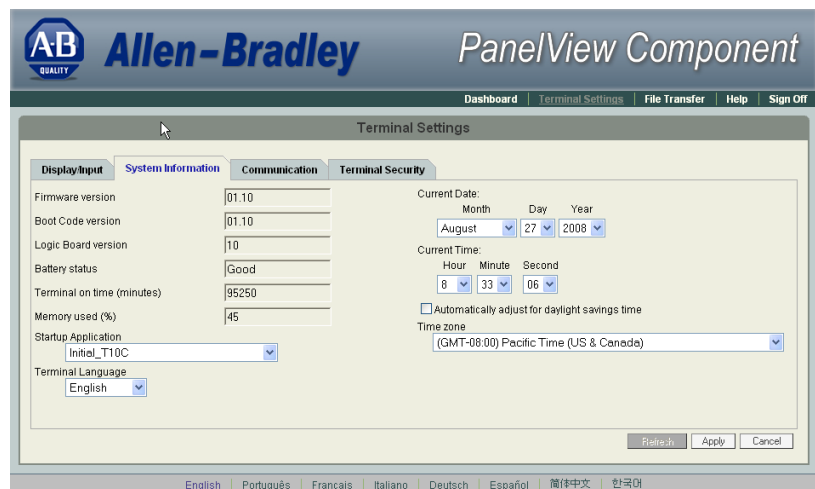 A·B
QUALITY
Allen-Bradley
PanelView Component
Dashboard | Terminal Settings | File Transfer | Help | Sign Off
Terminal Settings
Display/Input System Information Communication Terminal Security
Firmware version 01.10
Boot Code version 01.10
Logic Board version 10
Battery status Good
Terminal on time (minutes) 95250
Memory used (%) 45
Startup Application
Initial_T10C
Terminal Language
English
Current Date:
Month Day Year
August 27 2008
Current Time:
Hour Minute Second
8 33 06
Automatically adjust for daylight savings time
Time zone
(GMT-08:00) Pacific Time (US & Canada)
Refresh Apply Cancel
English | Português | Français | Italiano | Deutsch | Español | 简体中文 | 한국어